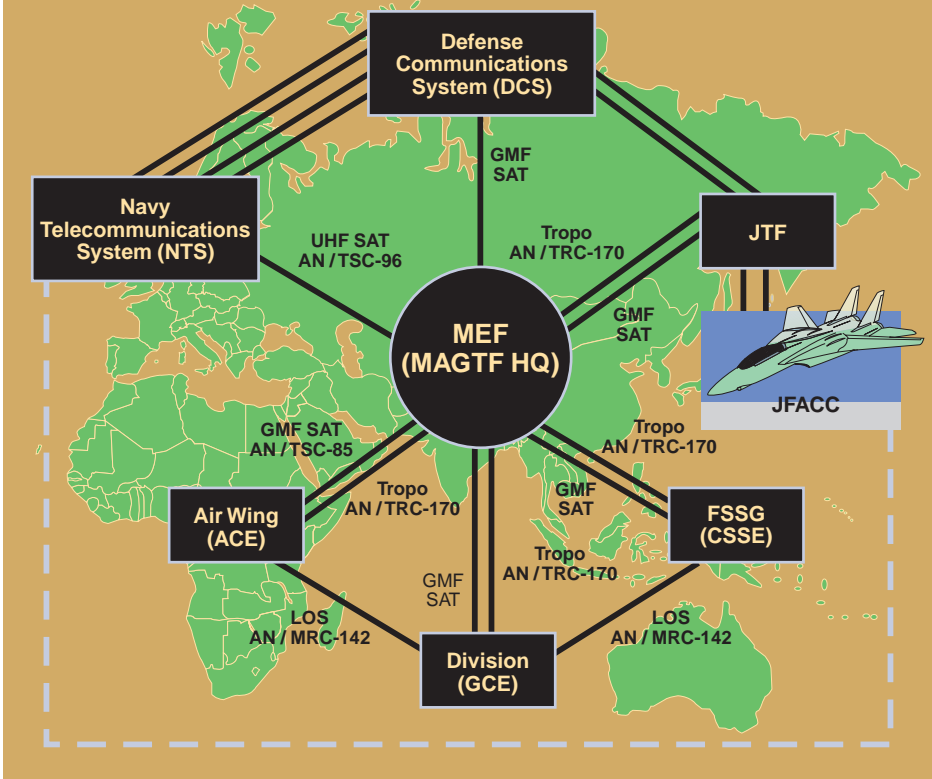 Defense
Communications
System (DCS)
GMF
SAT
Navy
Telecommunications
System (NTS)
UHF SAT
AN / TSC-96
Tropo
AN / TRC-170
JTF
MEF
(MAGTF HQ)
GMF
SAT
JFACC
GMF SAT
AN / TSC-85
Tropo
AN / TRC-170
Tropo
AN / TRC-170
GMF
SAT
Air Wing
(ACE)
FSSG
(CSSE)
Tropo
AN / TRC-170
GMF
SAT
LOS
AN / MRC-142
LOS
AN / MRC-142
Division
(GCE)